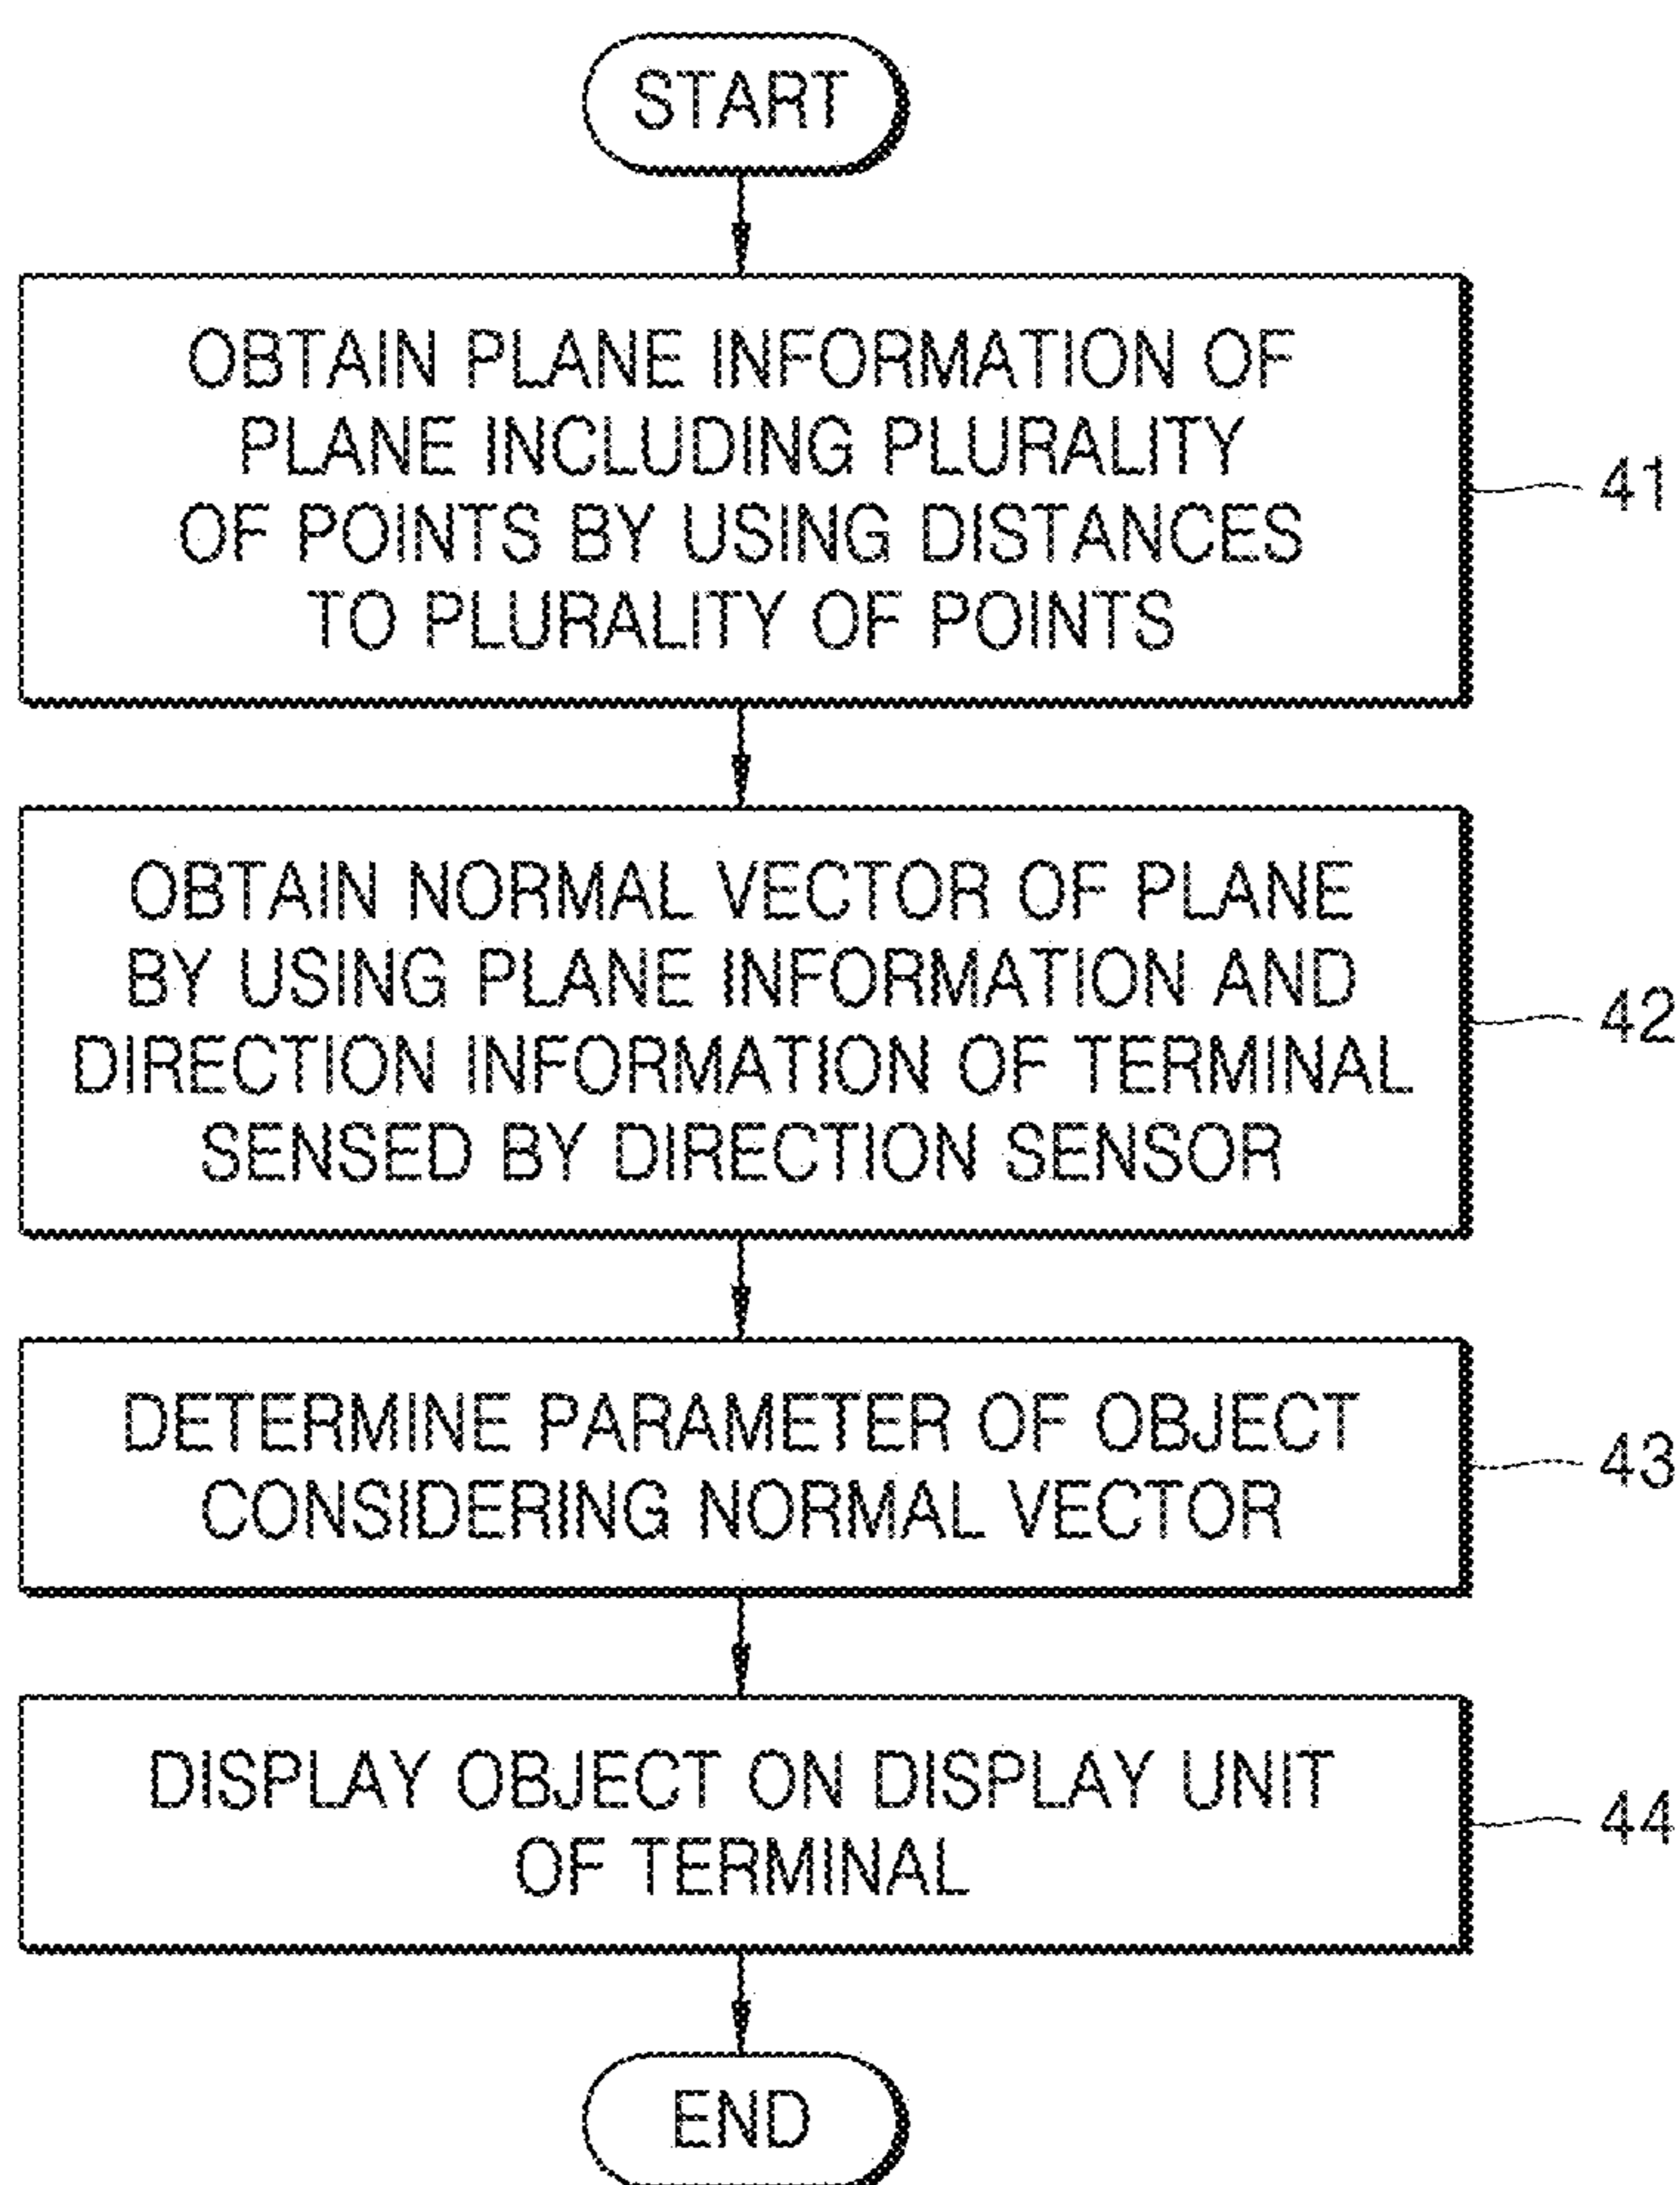 START
OBTAIN PLANE INFORMATION OF
PLANE INCLUDING PLURALITY
OF POINTS BY USING DISTANCES
TO PLURALITY OF POINTS
41
OBTAIN NORMAL VECTOR OF PLANE
BY USING PLANE INFORMATION AND
DIRECTION INFORMATION OF TERMINAL
SENSED BY DIRECTION SENSOR
42
DETERMINE PARAMETER OF OBJECT
CONSIDERING NORMAL VECTOR
43
DISPLAY OBJECT ON DISPLAY UNIT
OF TERMINAL
44
END